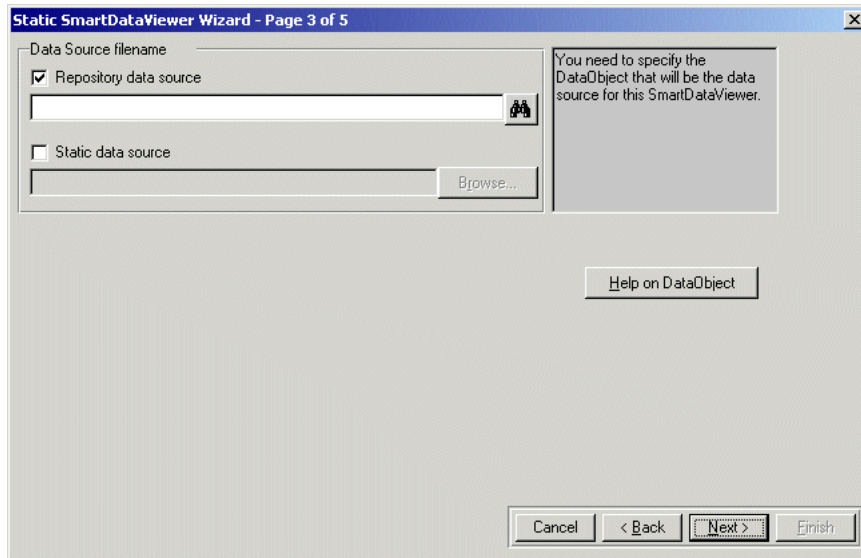 Static SmartDataViewer Wizard - Page 3 of 5
Data Source filename
Repository data source
Static data source
Browse...
You need to specify the
DataObject that will be the data
source for this SmartDataViewer.
Help on DataObject
Cancel
< Back
Next >
Finish